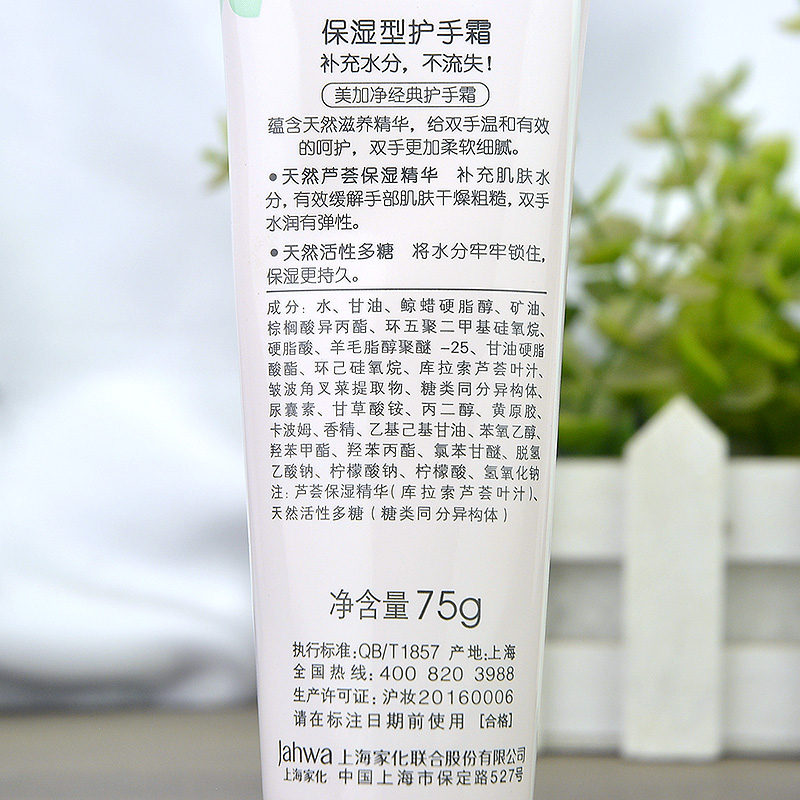 保湿型护手霜
补充水分，不流失！
美加净经典护手霜
蕴含天然滋养精华，给双手温和有效
的呵护，双手更加柔软细腻。
●天然芦荟保湿精华 补充肌肤水
分，有效缓解手部肌肤干燥粗糙，双手
水润有弹性。
●天然活性多糖 将水分牢牢锁住，
保湿更持久。
成分：水、甘油、鲸蜡硬脂醇、矿油、
棕榈酸异丙酯、环五聚二甲基硅氧烷、
硬脂酸、羊毛脂醇聚醚-25、甘油硬脂
酸酯、环己硅氧烷、库拉索芦荟叶汁、
皱波角叉菜提取物、糖类同分异构体、
尿囊素、甘草酸铵、丙二醇、黄原胶、
卡波姆、香精、乙基己基甘油、苯氧乙醇、
羟苯甲酯、羟苯丙酯、氯苯甘醚、脱氢
乙酸钠、柠檬酸钠、柠檬酸、氢氧化钠
注：芦荟保湿精华（库拉索芦荟叶汁）、
天然活性多糖（糖类同分异构体）
净含量75g
执行标准：QB/T1857 产地：上海
全国热线：400 820 3988
生产许可证：沪妆20160006
请在标注日期前使用 [合格]
Jahwa 上海家化联合股份有限公司
上海家化 中国上海市保定路527号